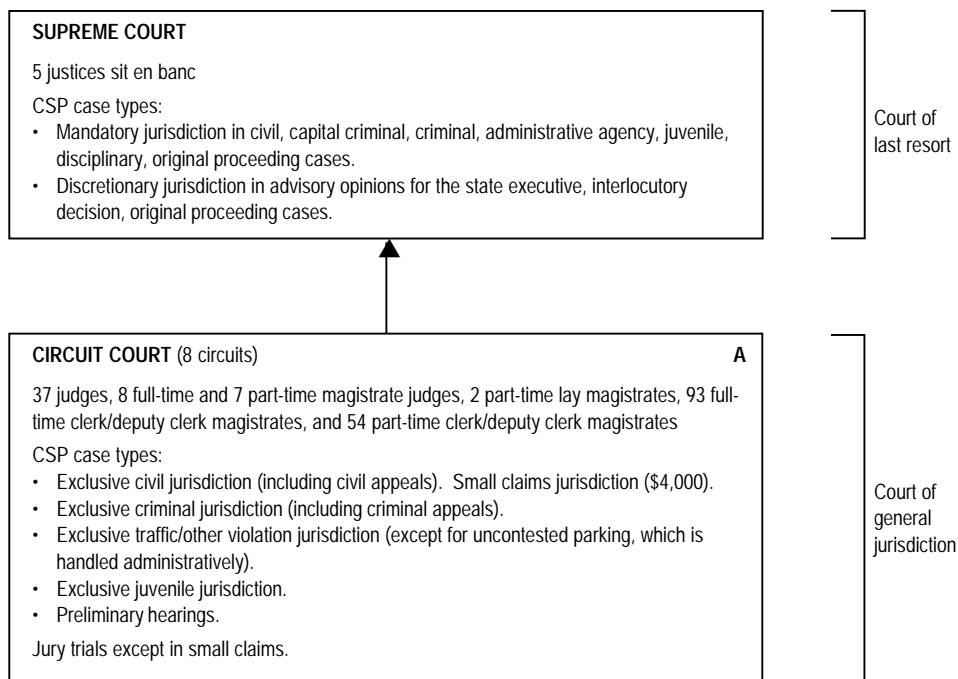 SUPREME COURT
5 justices sit en banc
CSP case types:
• Mandatory jurisdiction in civil, capital criminal, criminal, administrative agency, juvenile,
disciplinary, original proceeding cases.
• Discretionary jurisdiction in advisory opinions for the state executive, interlocutory
decision, original proceeding cases.
Court of
last resort
CIRCUIT COURT (8 circuits) A
37 judges, 8 full-time and 7 part-time magistrate judges, 2 part-time lay magistrates, 93 full-
time clerk/deputy clerk magistrates, and 54 part-time clerk/deputy clerk magistrates
CSP case types:
• Exclusive civil jurisdiction (including civil appeals). Small claims jurisdiction ($4,000).
• Exclusive criminal jurisdiction (including criminal appeals).
• Exclusive traffic/other violation jurisdiction (except for uncontested parking, which is
handled administratively).
• Exclusive juvenile jurisdiction.
• Preliminary hearings.
Jury trials except in small claims.
Court of
general
jurisdiction